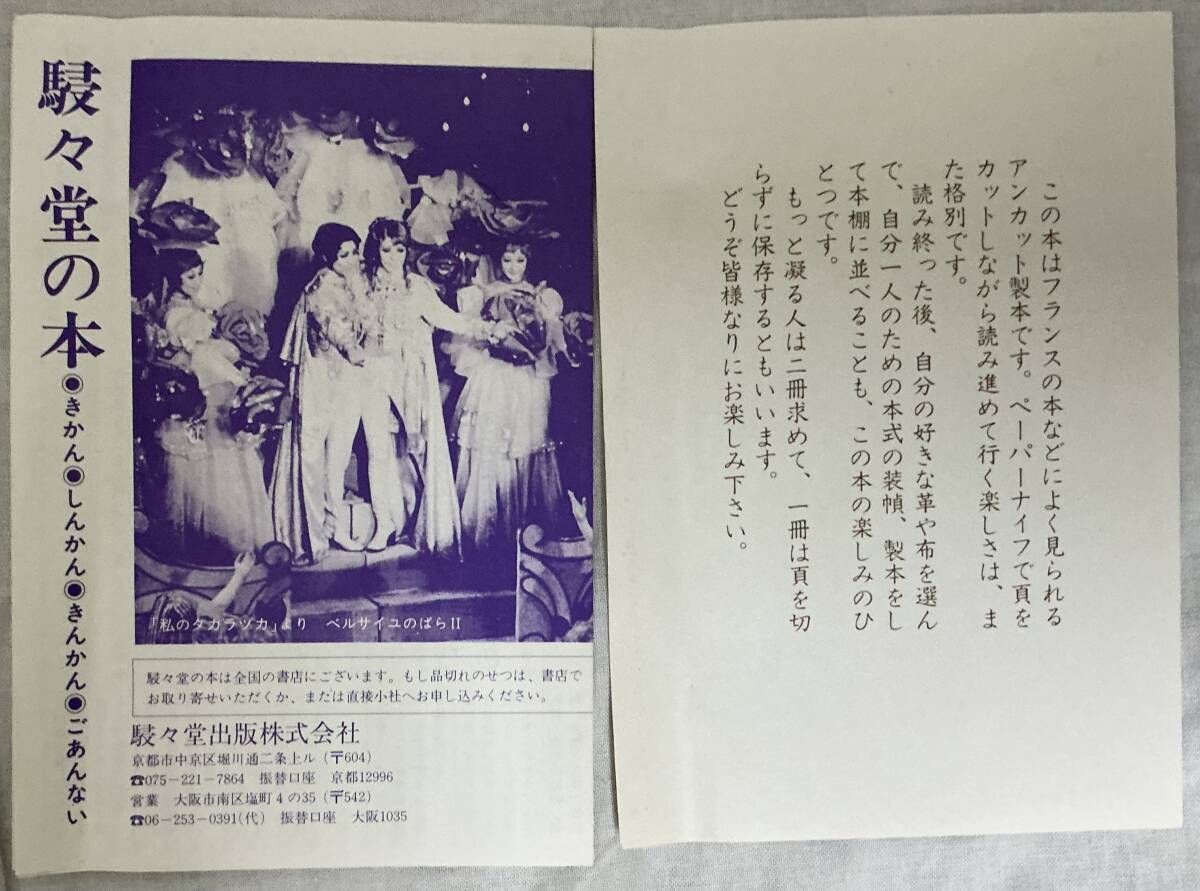 駸々堂の本◉きかん◉しんかん◉きんかん◉ごあんない
「私のタカラヅカ」より　ベルサイユのばらII
駸々堂の本は全国の書店にございます。もし品切れのせつは、書店で
お取り寄せいただくか、または直接小社へお申し込みください。
駸々堂出版株式会社
京都市中京区堀川通二条上ル（〒604）
☎075－221－7864　振替口座　京都12996
営業　大阪市南区塩町4の35（〒542）
☎06－253－0391(代)　振替口座　大阪1035
この本はフランスの本などによく見られる
アンカット製本です。ペーパーナイフで頁を
カットしながら読み進めて行く楽しさは、ま
た格別です。
読み終った後、自分の好きな革や布を選ん
で、自分一人のための本式の装幀、製本をし
て本棚に並べることも、この本の楽しみのひ
とつです。
もっと凝る人は二冊求めて、一冊は頁を切
らずに保存するともいいます。
どうぞ皆様なりにお楽しみ下さい。